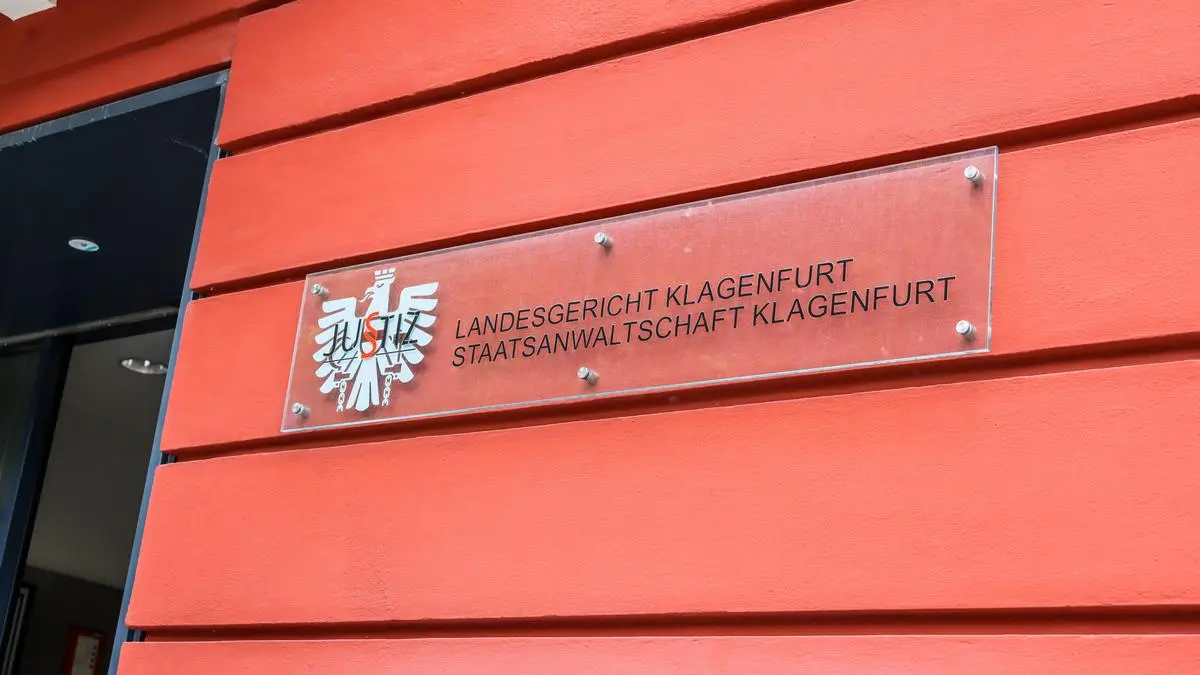 JUSTIZ
LANDESGERICHT KLAGENFURT
STAATSANWALTSCHAFT KLAGENFURT